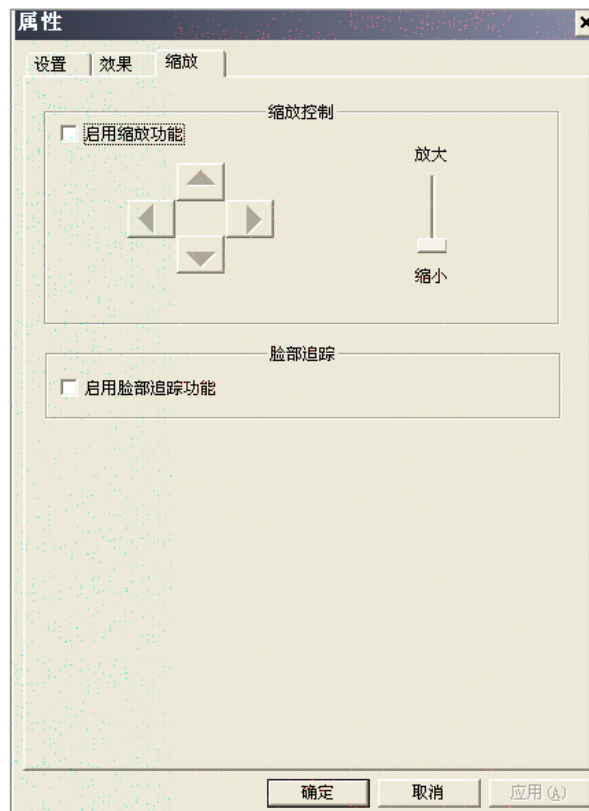 属性
设置 效果 缩放
缩放控制
启用缩放功能
放大
缩小
脸部追踪
启用脸部追踪功能
确定 取消 应用(A)